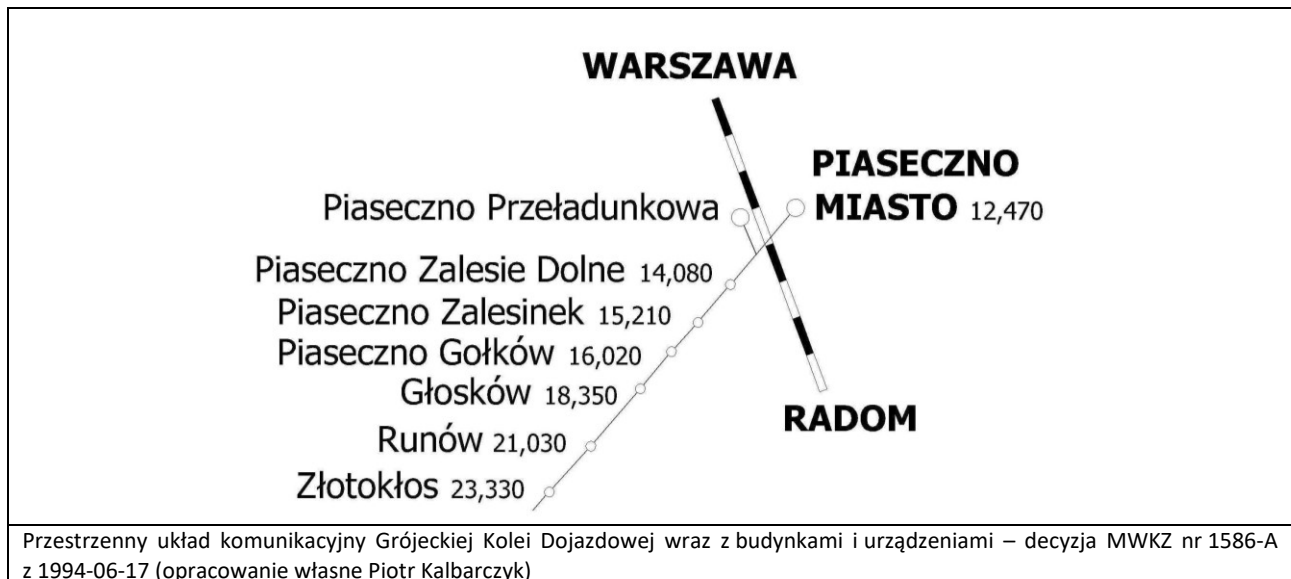 WARSZAWA
PIASECZNO
MIASTO 12,470
Piaseczno Przeładunkowa
Piaseczno Zalesie Dolne 14,080
Piaseczno Zalesinek 15,210
Piaseczno Gołków 16,020
Głosków 18,350
RADOM
Runów 21,030
Złotokłos 23,330
Przestrzenny układ komunikacyjny Grójeckiej Kolei Dojazdowej wraz z budynkami i urządzeniami – decyzja MWKZ nr 1586-A
z 1994-06-17 (opracowanie własne Piotr Kalbarczyk)